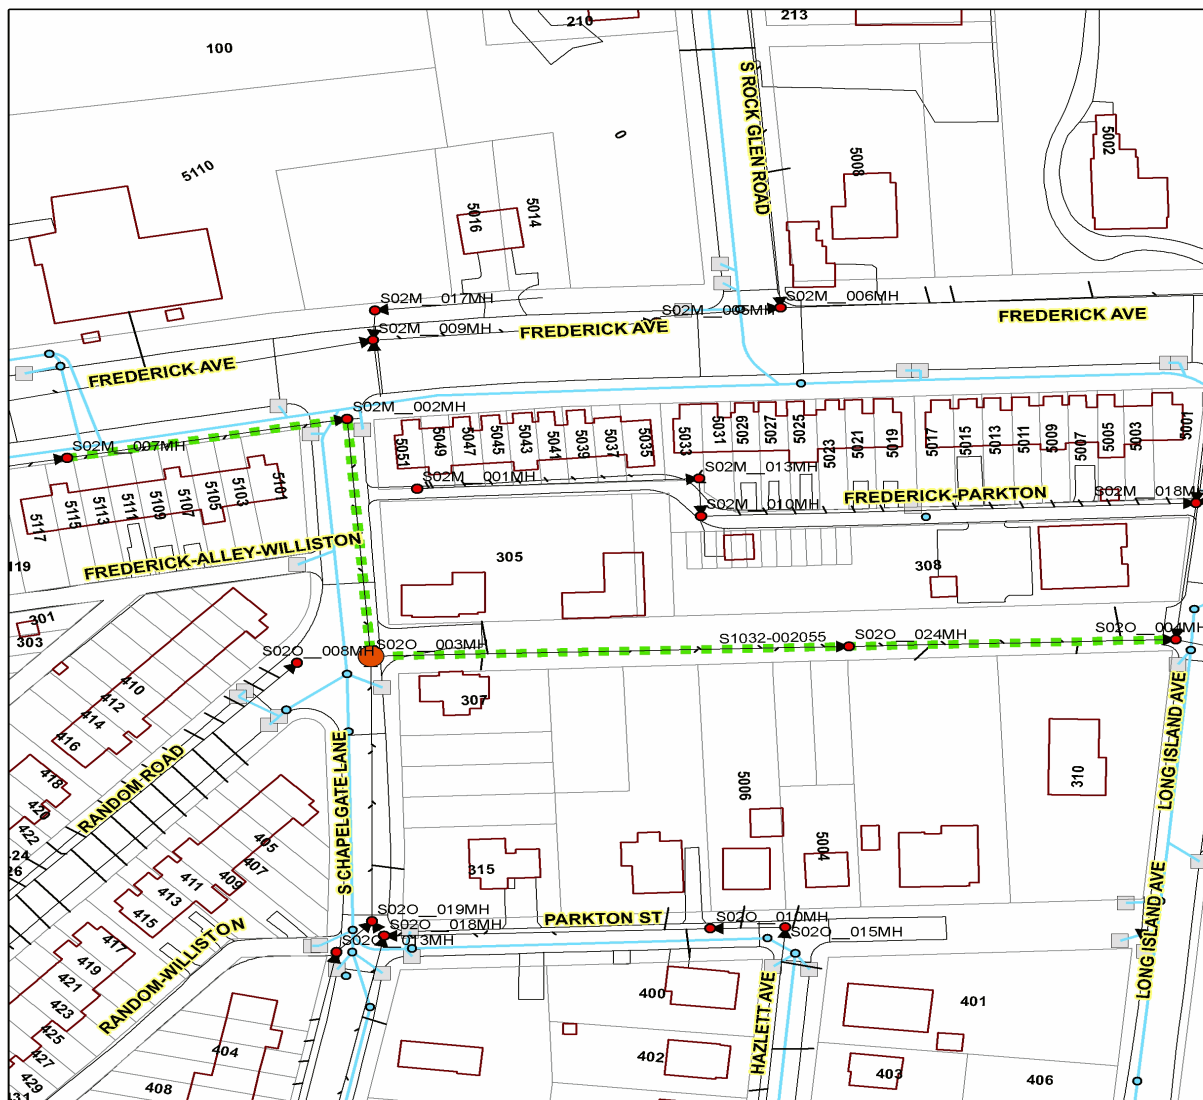 210
213
100
S ROCK GLEN ROAD
0
5002
5110
5008
5016
5014
S02M__017MH
S02M__006MH
S02M__005MH
FREDERICK AVE
S02M__009MH
FREDERICK AVE
FREDERICK AVE
S02M__002MH
S02M__007MH
5051
5049
5047
5045
5043
5041
5039
5037
5035
5033
5031
5029
5027
5025
5023
5021
5019
5017
5015
5013
5011
5009
5007
5005
5003
5001
S02M__013MH
S02M__001MH
FREDERICK-PARKTON
S02M__018MH
S02M__010MH
5117
5115
5113
5111
5109
5107
5105
5103
5101
FREDERICK-ALLEY-WILLISTON
305
308
119
301
303
S02O__008MH
S02O__003MH
S1032-002055
S02O__024MH
S02O__004MH
410
412
414
416
307
LONG ISLAND AVE
310
RANDOM ROAD
S CHAPELGATE LANE
418
420
422
424
26
5006
5004
405
407
409
411
413
415
315
LONG ISLAND AVE
S02O__019MH
PARKTON ST
S02O__010MH
S02O__018MH
S02O__015MH
S02O__013MH
RANDOM-WILLISTON
417
419
421
423
425
427
429
431
400
401
HAZLETT AVE
404
402
403
406
408